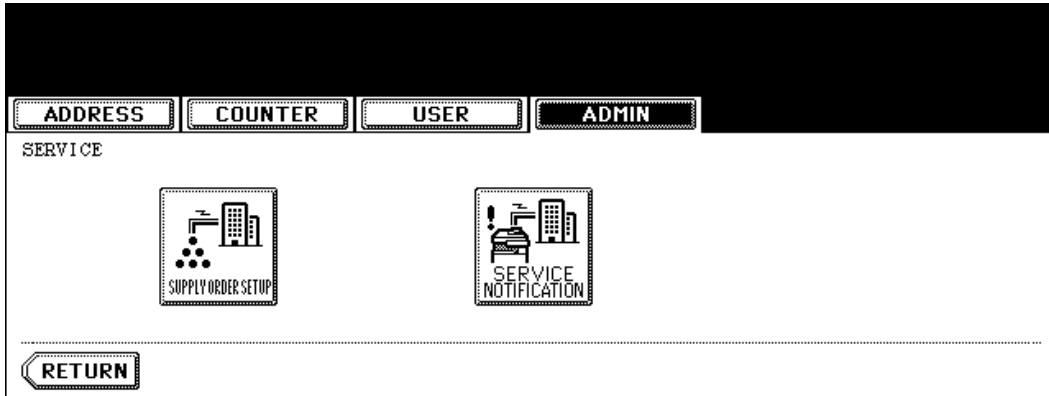 ADDRESS COUNTER USER ADMIN
SERVICE
SUPPLY ORDER SETUP
SERVICE
NOTIFICATION
RETURN